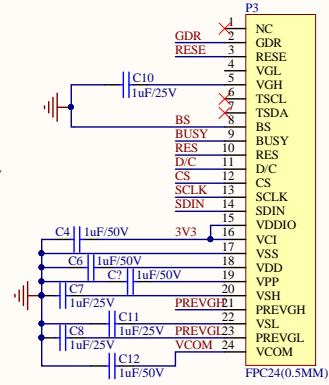 P3
1 NC
GDR 2 GDR
RESE 3 RESE
4 VGL
C10 5 VGH
1uF/25V
6 TSCL
7 TSDA
BS 8 BS
BUSY 9 BUSY
RES 10 RES
D/C 11 D/C
CS 12 CS
SCLK 13 SCLK
SDIN 14 SDIN
15 VDDIO
C4 1uF/50V 3V3 16 VCI
17 VSS
C6 1uF/50V 18 VDD
C? 1uF/50V 19 VPP
C7 20 VSH
1uF/25V PREVGH 21 PREVGH
C11 22 VSL
C8 1uF/25V PREVGL 23 PREVGL
1uF/25V VCOM 24 VCOM
C12
1uF/50V FPC24(0.5MM)